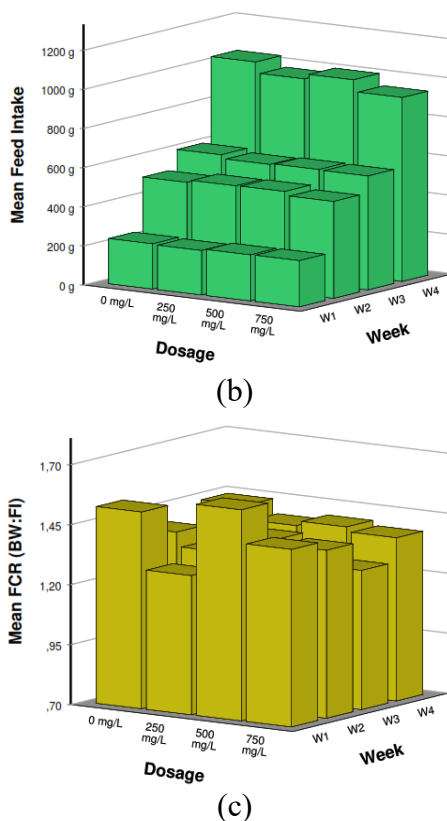 Mean Feed Intake
1200 g
1000 g
800 g
600 g
400 g
200 g
0 g
0 mg/L
250
mg/L
500
mg/L
750
mg/L
Dosage
W1
W2
W3
W4
Week
(b)
Mean FCR (BW:FI)
1,70
1,45
1,20
,95
,70
0 mg/L
250
mg/L
500
mg/L
750
mg/L
Dosage
W1
W2
W3
W4
Week
(c)